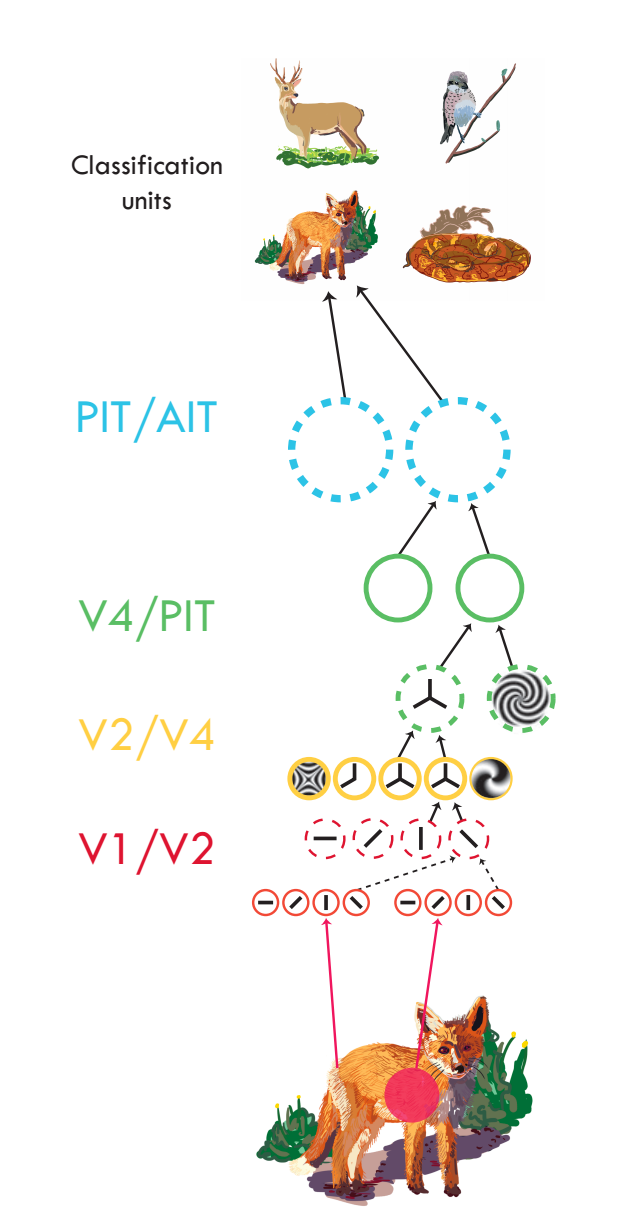 Classification
units
PIT/AIT
V4/PIT
V2/V4
V1/V2